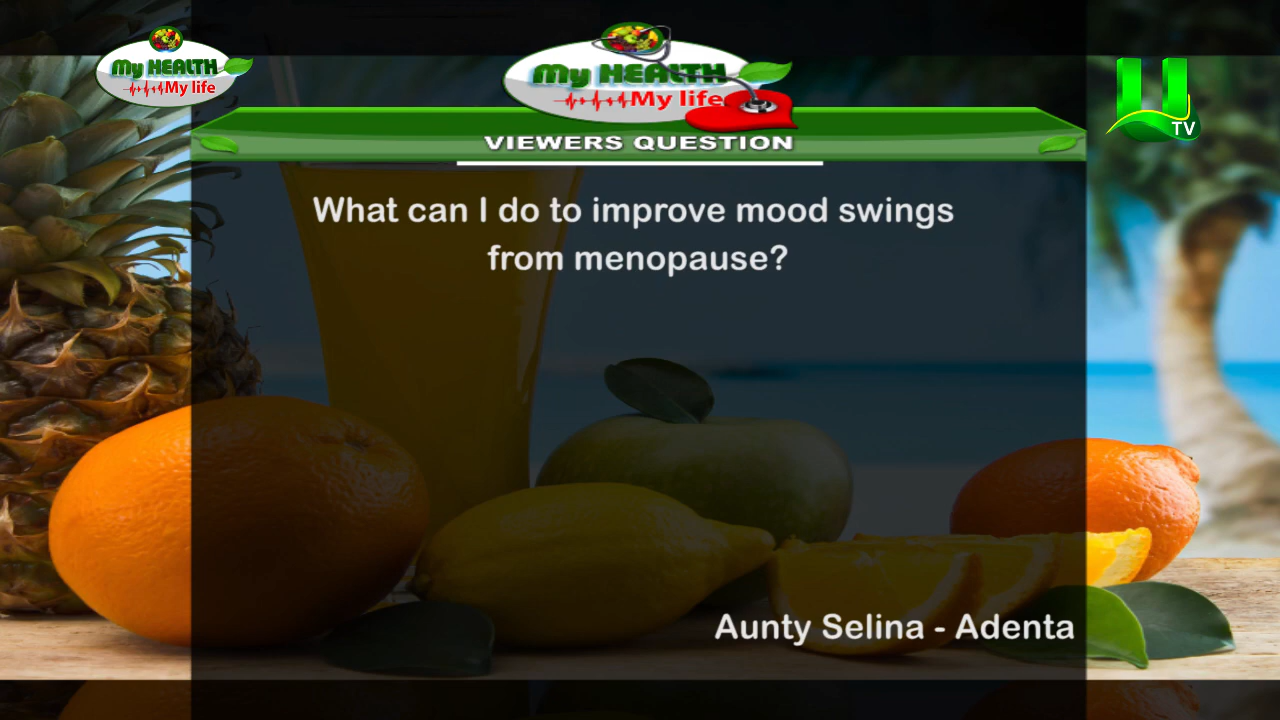 My HEALTH
My life
My HEALTH
My life
TV
VIEWERS QUESTION
What can I do to improve mood swings
from menopause?
Aunty Selina - Adenta